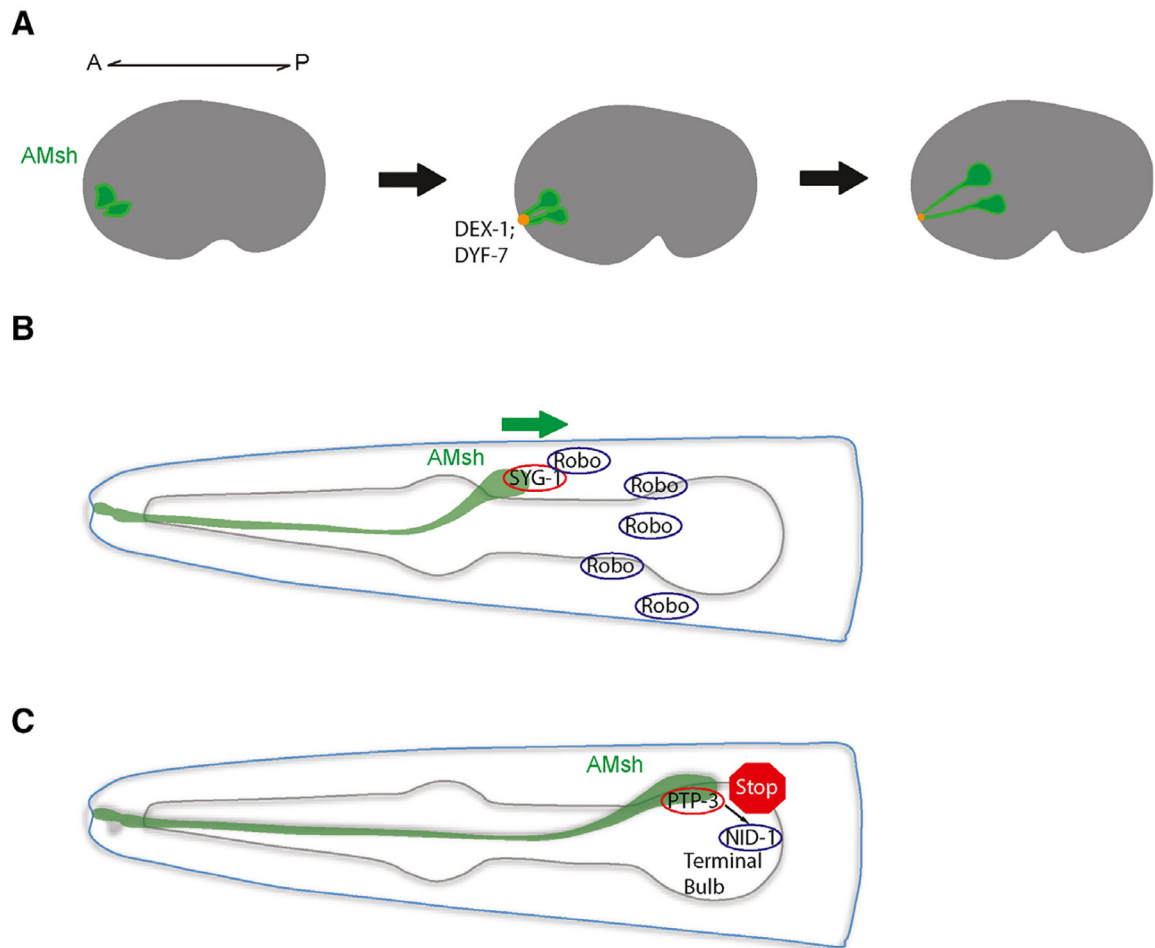 A
A P
AMsh
DEX-1;
DYF-7
B
AMsh
SYG-1
Robo
Robo
Robo
Robo
Robo
C
AMsh
Stop
PTP-3
NID-1
Terminal
Bulb